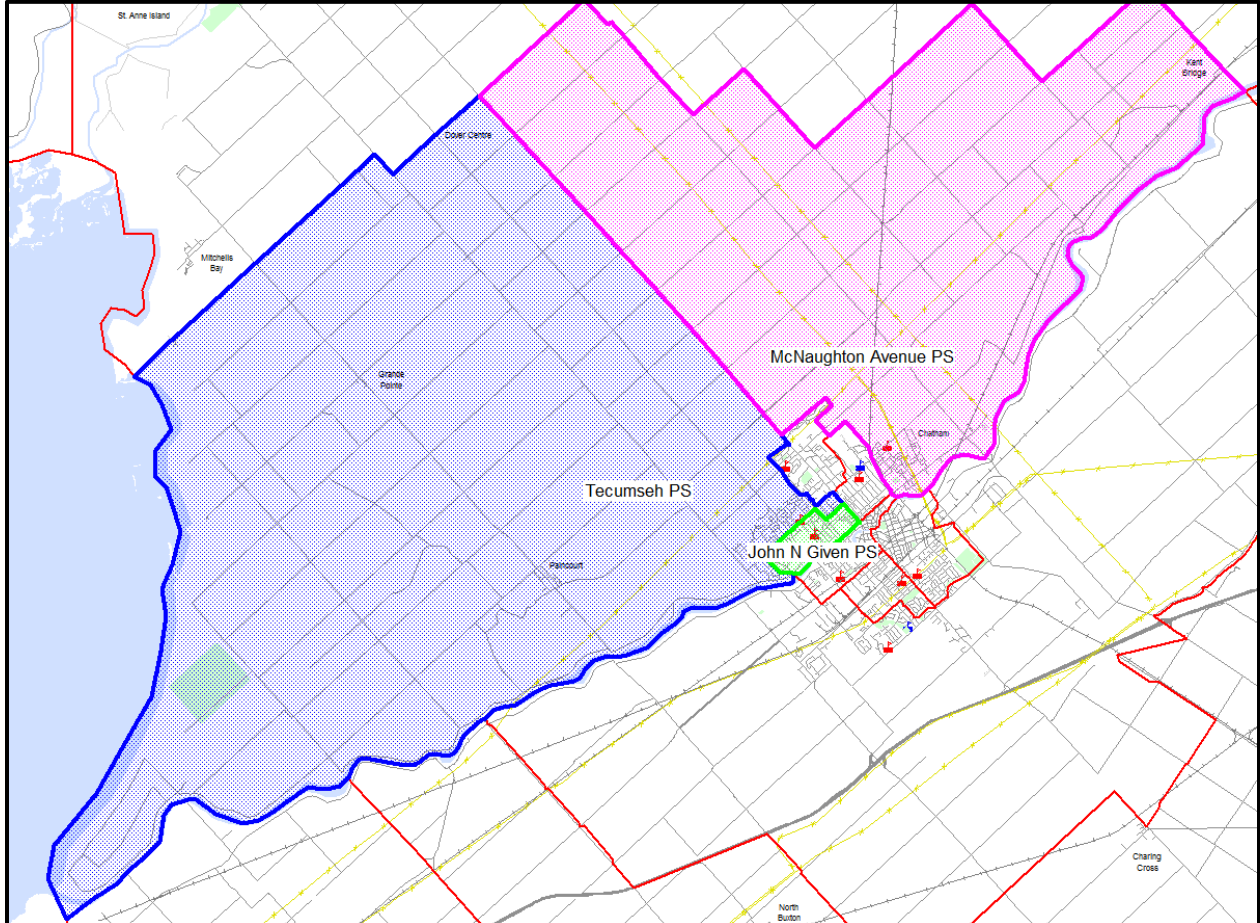 St. Anne Island
Kent
Bridge
Dover Centre
Mitchells
Bay
McNaughton Avenue PS
Grande
Pointe
Chatham
Tecumseh PS
John N Given PS
Paincourt
Charing
Cross
North
Buxton